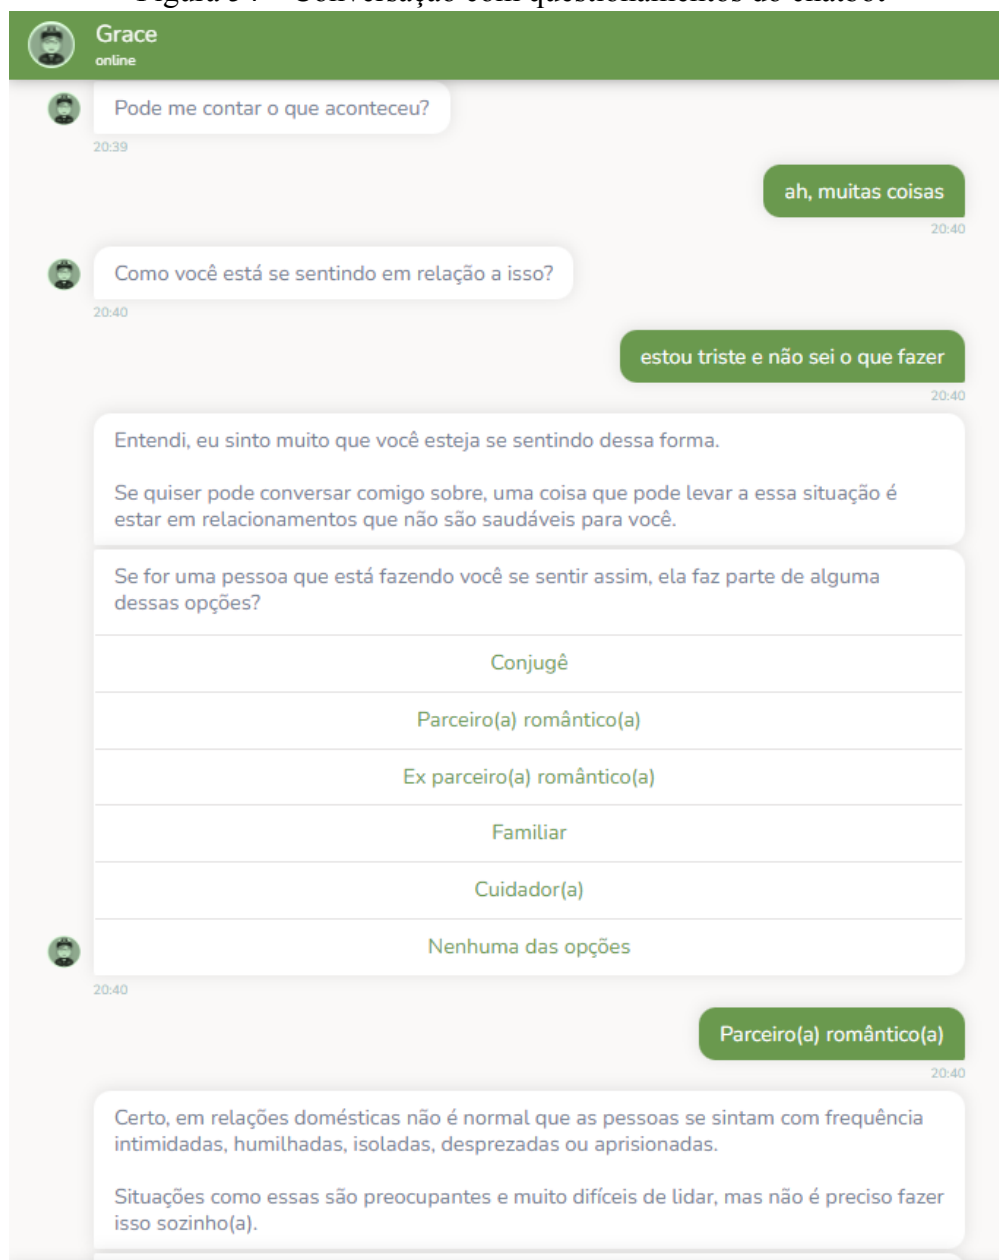 Grace
online
Pode me contar o que aconteceu?
20:39
ah, muitas coisas
20:40
Como você está se sentindo em relação a isso?
20:40
estou triste e não sei o que fazer
20:40
Entendi, eu sinto muito que você esteja se sentindo dessa forma.
Se quiser pode conversar comigo sobre, uma coisa que pode levar a essa situação é
estar em relacionamentos que não são saudáveis para você.
Se for uma pessoa que está fazendo você se sentir assim, ela faz parte de alguma
dessas opções?
Conjugê
Parceiro(a) romântico(a)
Ex parceiro(a) romântico(a)
Familiar
Cuidador(a)
Nenhuma das opções
20:40
Parceiro(a) romântico(a)
20:40
Certo, em relações domésticas não é normal que as pessoas se sintam com frequência
intimidadas, humilhadas, isoladas, desprezadas ou aprisionadas.
Situações como essas são preocupantes e muito difíceis de lidar, mas não é preciso fazer
isso sozinho(a).